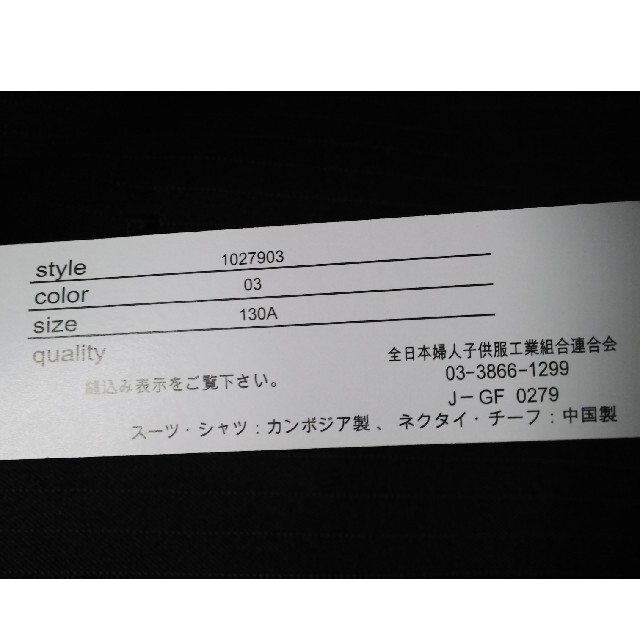 style 1027903
color 03
size 130A
quality
縫込み表示をご覧下さい。
全日本婦人子供服工業組合連合会
03-3866-1299
J-GF 0279
スーツ・シャツ：カンボジア製、ネクタイ・チーフ：中国製